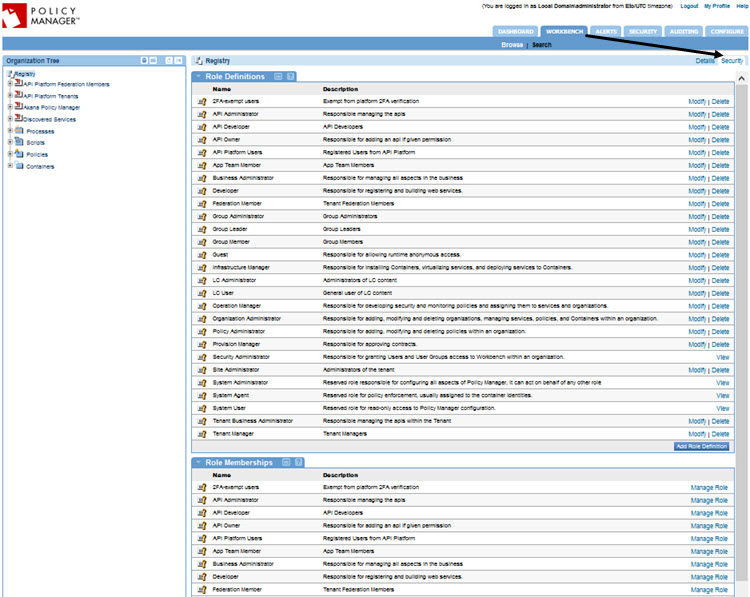 POLICY
MANAGER™
(You are logged in as Local Domain\administrator from Etc/UTC timezone) Logout My Profile Help
DASHBOARD WORKBENCH ALERTS SECURITY AUDITING CONFIGURE
Browse | Search
Organization Tree
Registry
API Platform Federation Members
API Platform Tenants
Akana Policy Manager
Discovered Services
Processes
Scripts
Policies
Containers
Registry Details Security
Role Definitions
Name Description
2FA-exempt users Exempt from platform 2FA verification Modify | Delete
API Administrator Responsible managing the apis Modify | Delete
API Developer API Developers Modify | Delete
API Owner Responsible for adding an api if given permission Modify | Delete
API Platform Users Registered Users from API Platform Modify | Delete
App Team Member App Team Members Modify | Delete
Business Administrator Responsible for managing all aspects in the business Modify | Delete
Developer Responsible for registering and building web services. Modify | Delete
Federation Member Tenant Federation Members Modify | Delete
Group Administrator Group Administrators Modify | Delete
Group Leader Group Leaders Modify | Delete
Group Member Group Members Modify | Delete
Guest Responsible for allowing runtime anonymous access. Modify | Delete
Infrastructure Manager Responsible for installing Containers, virtualizing services, and deploying services to Containers. Modify | Delete
LC Administrator Administrators of LC content Modify | Delete
LC User General user of LC content Modify | Delete
Operation Manager Responsible for developing security and monitoring policies and assigning them to services and organizations. Modify | Delete
Organization Administrator Responsible for adding, modifying and deleting organizations, managing services, policies, and Containers within an organization. Modify | Delete
Policy Administrator Responsible for adding, modifying and deleting policies within an organization. Modify | Delete
Provision Manager Responsible for approving contracts. Modify | Delete
Security Administrator Responsible for granting Users and User Groups access to Workbench within an organization. View
Site Administrator Administrators of the tenant Modify | Delete
System Administrator Reserved role responsible for configuring all aspects of Policy Manager, it can act on behalf of any other role View
System Agent Reserved role for policy enforcement, usually assigned to the container identities. View
System User Reserved role for read-only access to Policy Manager configuration. View
Tenant Business Administrator Responsible managing the apis within the Tenant Modify | Delete
Tenant Manager Tenant Managers Modify | Delete
Add Role Definition
Role Memberships
Name Description
2FA-exempt users Exempt from platform 2FA verification Manage Role
API Administrator Responsible managing the apis Manage Role
API Developer API Developers Manage Role
API Owner Responsible for adding an api if given permission Manage Role
API Platform Users Registered Users from API Platform Manage Role
App Team Member App Team Members Manage Role
Business Administrator Responsible for managing all aspects in the business Manage Role
Developer Responsible for registering and building web services. Manage Role
Federation Member Tenant Federation Members Manage Role